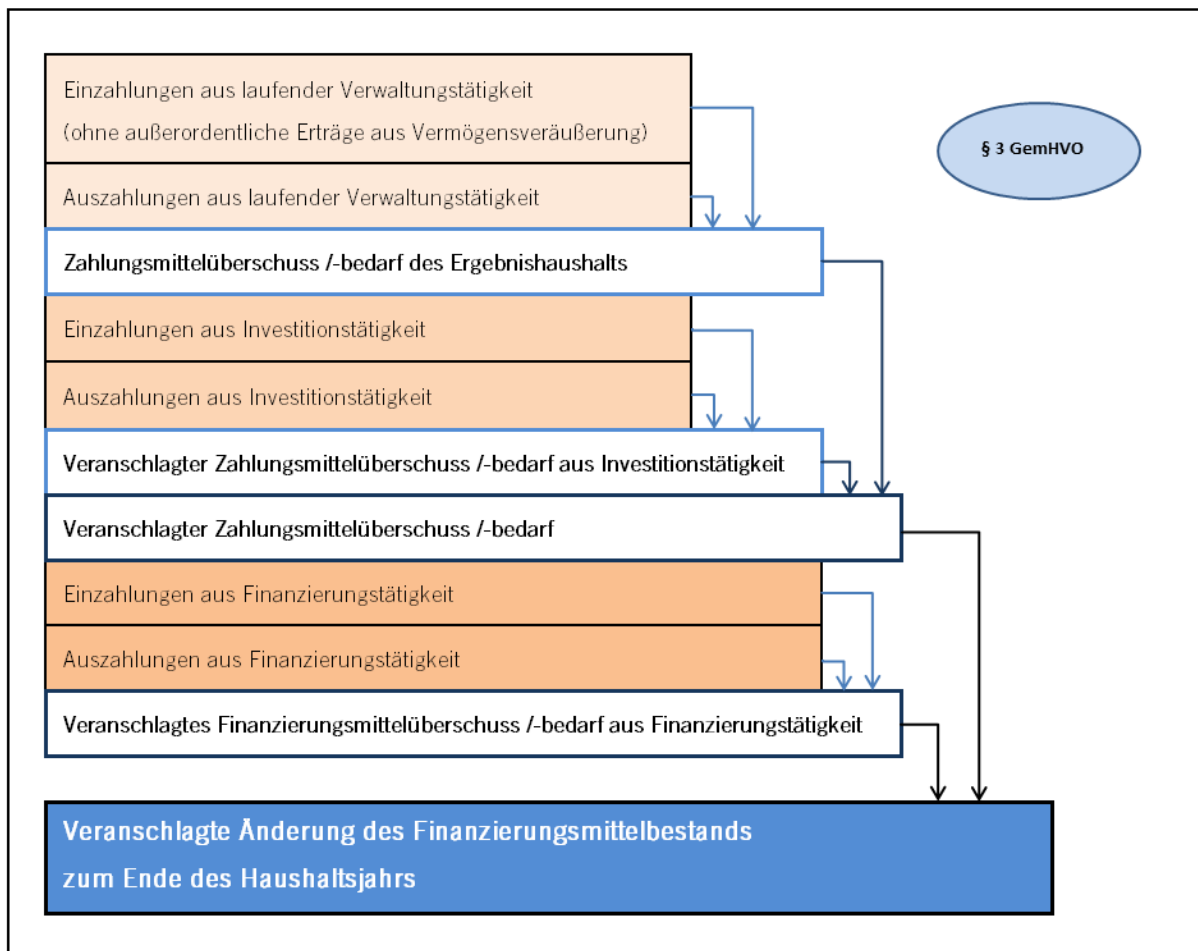 Einzahlungen aus laufender Verwaltungstätigkeit
(ohne außerordentliche Erträge aus Vermögensveräußerung)
§ 3 GemHVO
Auszahlungen aus laufender Verwaltungstätigkeit
Zahlungsmittelüberschuss /-bedarf des Ergebnishaushalts
Einzahlungen aus Investitionstätigkeit
Auszahlungen aus Investitionstätigkeit
Veranschlagter Zahlungsmittelüberschuss /-bedarf aus Investitionstätigkeit
Veranschlagter Zahlungsmittelüberschuss /-bedarf
Einzahlungen aus Finanzierungstätigkeit
Auszahlungen aus Finanzierungstätigkeit
Veranschlagtes Finanzierungsmittelüberschuss /-bedarf aus Finanzierungstätigkeit
Veranschlagte Änderung des Finanzierungsmittelbestands
zum Ende des Haushaltsjahrs